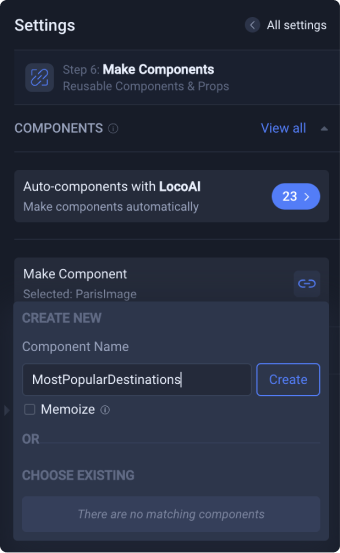 Settings
All settings
Step 6: Make Components
Reusable Components & Props
COMPONENTS
View all
Auto-components with LocoAI
Make components automatically
23
Make Component
Selected: ParisImage
CREATE NEW
Component Name
MostPopularDestinations
Create
Memoize
OR
CHOOSE EXISTING
There are no matching components